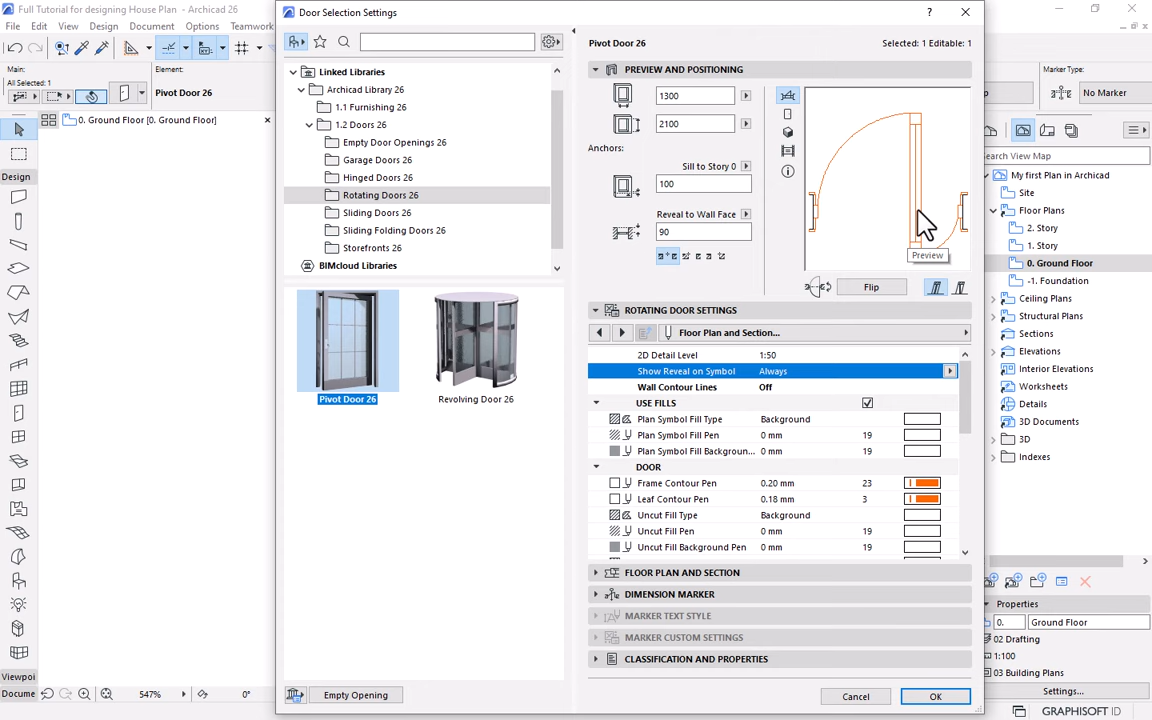 Full Tutorial for designing House Plan - Archicad 26
File Edit View Design Document Options Teamwork
Main:
All Selected: 1
Element:
Pivot Door 26
Marker Type:
No Marker
0. Ground Floor [0. Ground Floor]
Design
Viewpoi
Docume
547%
0°
Door Selection Settings
?
Linked Libraries
Archicad Library 26
1.1 Furnishing 26
1.2 Doors 26
Empty Door Openings 26
Garage Doors 26
Hinged Doors 26
Rotating Doors 26
Sliding Doors 26
Sliding Folding Doors 26
Storefronts 26
BIMcloud Libraries
Pivot Door 26
Revolving Door 26
Empty Opening
Pivot Door 26
Selected: 1 Editable: 1
PREVIEW AND POSITIONING
1300
2100
Anchors:
Sill to Story 0
100
Reveal to Wall Face
90
Preview
Flip
ROTATING DOOR SETTINGS
Floor Plan and Section...
2D Detail Level 1:50
Show Reveal on Symbol Always
Wall Contour Lines Off
USE FILLS
Plan Symbol Fill Type Background
Plan Symbol Fill Pen 0 mm 19
Plan Symbol Fill Backgroun... 0 mm 19
DOOR
Frame Contour Pen 0.20 mm 23
Leaf Contour Pen 0.18 mm 3
Uncut Fill Type Background
Uncut Fill Pen 0 mm 19
Uncut Fill Background Pen 0 mm 19
FLOOR PLAN AND SECTION
DIMENSION MARKER
MARKER TEXT STYLE
MARKER CUSTOM SETTINGS
CLASSIFICATION AND PROPERTIES
Cancel
OK
earch View Map
My first Plan in Archicad
Site
Floor Plans
2. Story
1. Story
0. Ground Floor
-1. Foundation
Ceiling Plans
Structural Plans
Sections
Elevations
Interior Elevations
Worksheets
Details
3D Documents
3D
Indexes
Properties
0. Ground Floor
02 Drafting
1:100
03 Building Plans
Settings...
GRAPHISOFT ID